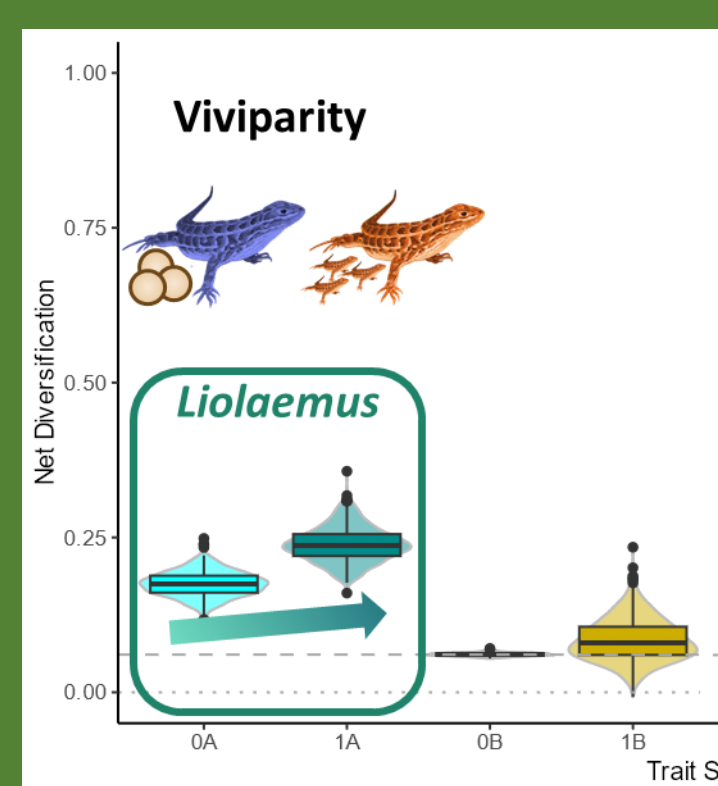 1.00
Viviparity
0.75
Net Diversification
0.50
Liolaemus
0.25
0.00
0A 1A 0B 1B
Trait S